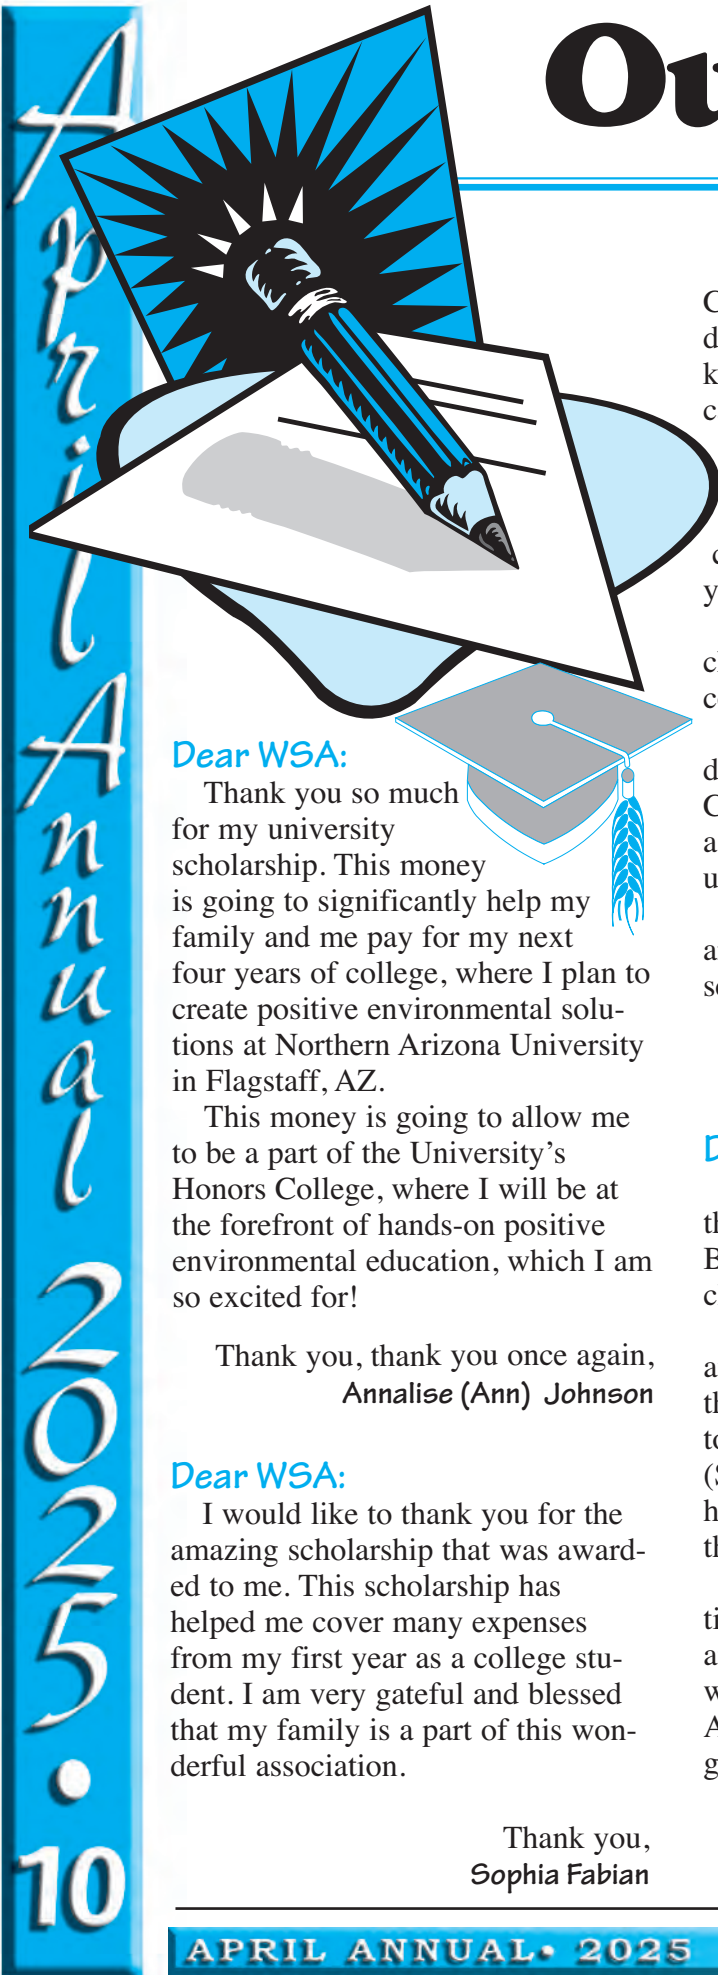 April Annual 2025 • 10
Dear WSA:
Thank you so much
for my university
scholarship. This money
is going to significantly help my
family and me pay for my next
four years of college, where I plan to
create positive environmental solu-
tions at Northern Arizona University
in Flagstaff, AZ.
This money is going to allow me
to be a part of the University's
Honors College, where I will be at
the forefront of hands-on positive
environmental education, which I am
so excited for!
Thank you, thank you once again,
Annalise (Ann) Johnson
Dear WSA:
I would like to thank you for the
amazing scholarship that was award-
ed to me. This scholarship has
helped me cover many expenses
from my first year as a college stu-
dent. I am very gateful and blessed
that my family is a part of this won-
derful association.
Thank you,
Sophia Fabian
APRIL ANNUAL • 2025